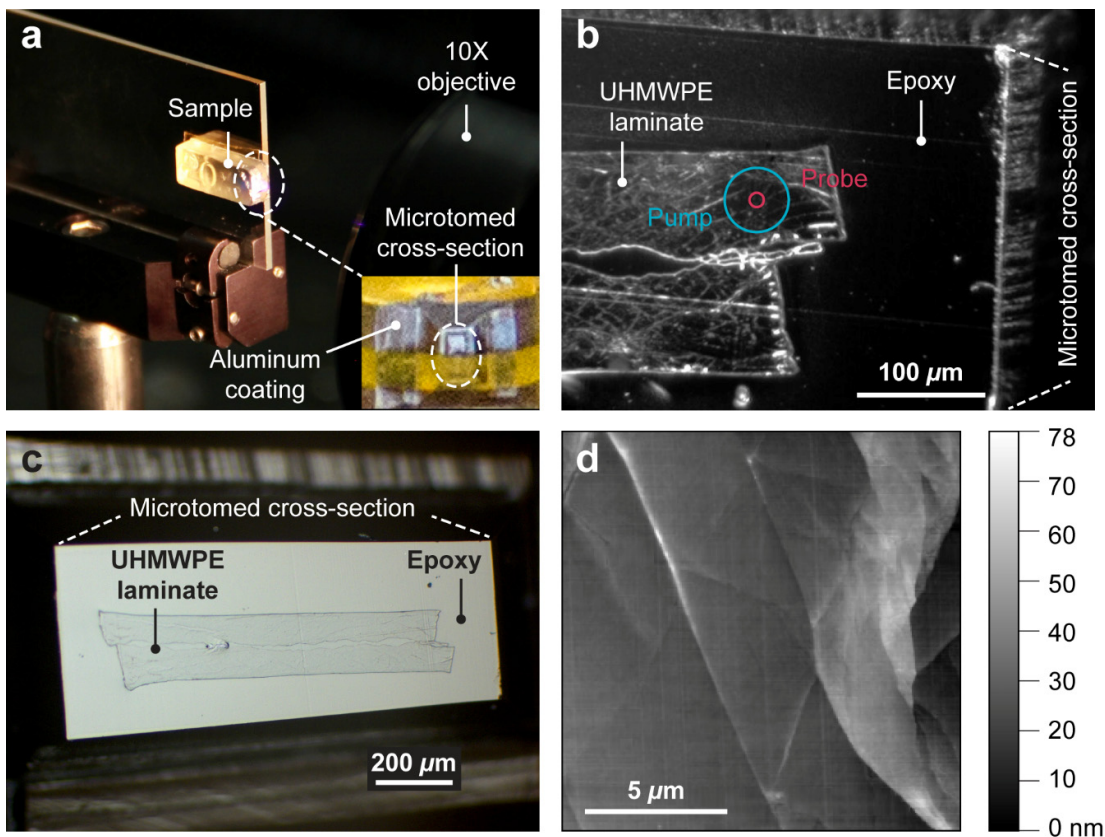 a
10X
objective
Sample
Microtomed
cross-section
Aluminum
coating
20
b
UHMWPE
laminate
Epoxy
Probe
Pump
100 µm
Microtomed cross-section
c
Microtomed cross-section
UHMWPE
laminate
Epoxy
200 µm
d
5 µm
78
70
60
50
40
30
20
10
0 nm